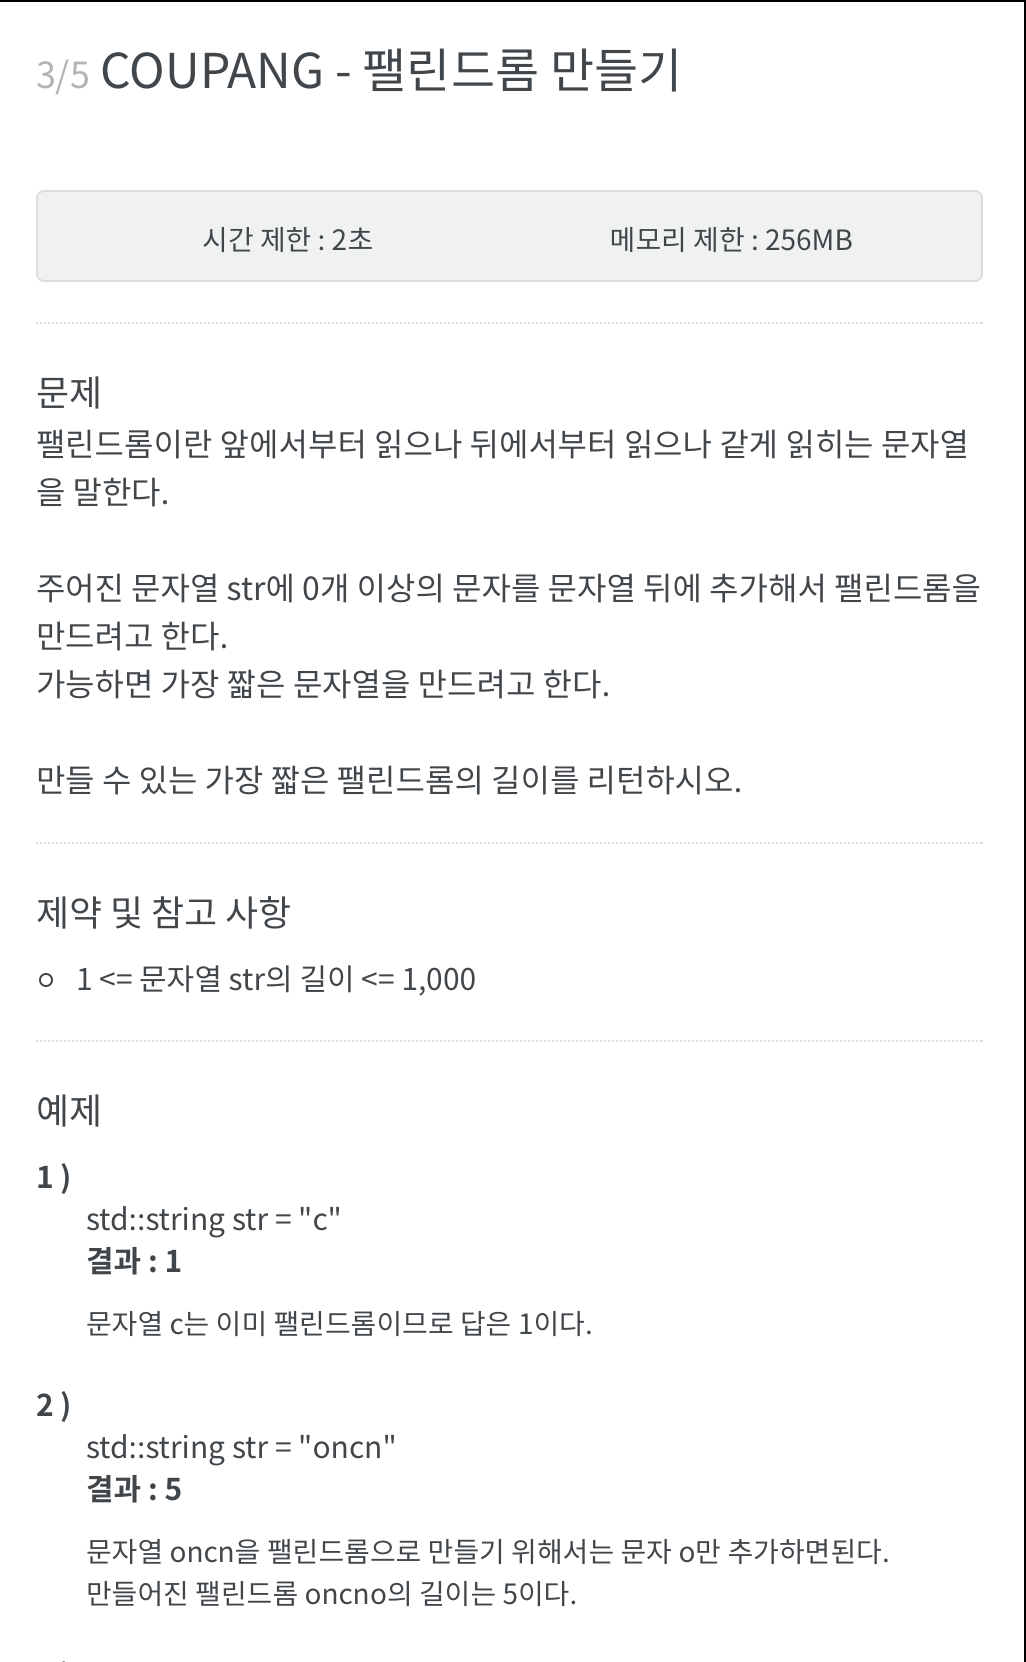 3/5 COUPANG - 팰린드롬 만들기
시간 제한 : 2초 메모리 제한 : 256MB
문제
팰린드롬이란 앞에서부터 읽으나 뒤에서부터 읽으나 같게 읽히는 문자열
을 말한다.
주어진 문자열 str에 0개 이상의 문자를 문자열 뒤에 추가해서 팰린드롬을
만드려고 한다.
가능하면 가장 짧은 문자열을 만드려고 한다.
만들 수 있는 가장 짧은 팰린드롬의 길이를 리턴하시오.
제약 및 참고 사항
1 <= 문자열 str의 길이 <= 1,000
예제
1 )
std::string str = "c"
결과 : 1
문자열 c는 이미 팰린드롬이므로 답은 1이다.
2 )
std::string str = "oncn"
결과 : 5
문자열 oncn을 팰린드롬으로 만들기 위해서는 문자 o만 추가하면된다.
만들어진 팰린드롬 oncno의 길이는 5이다.